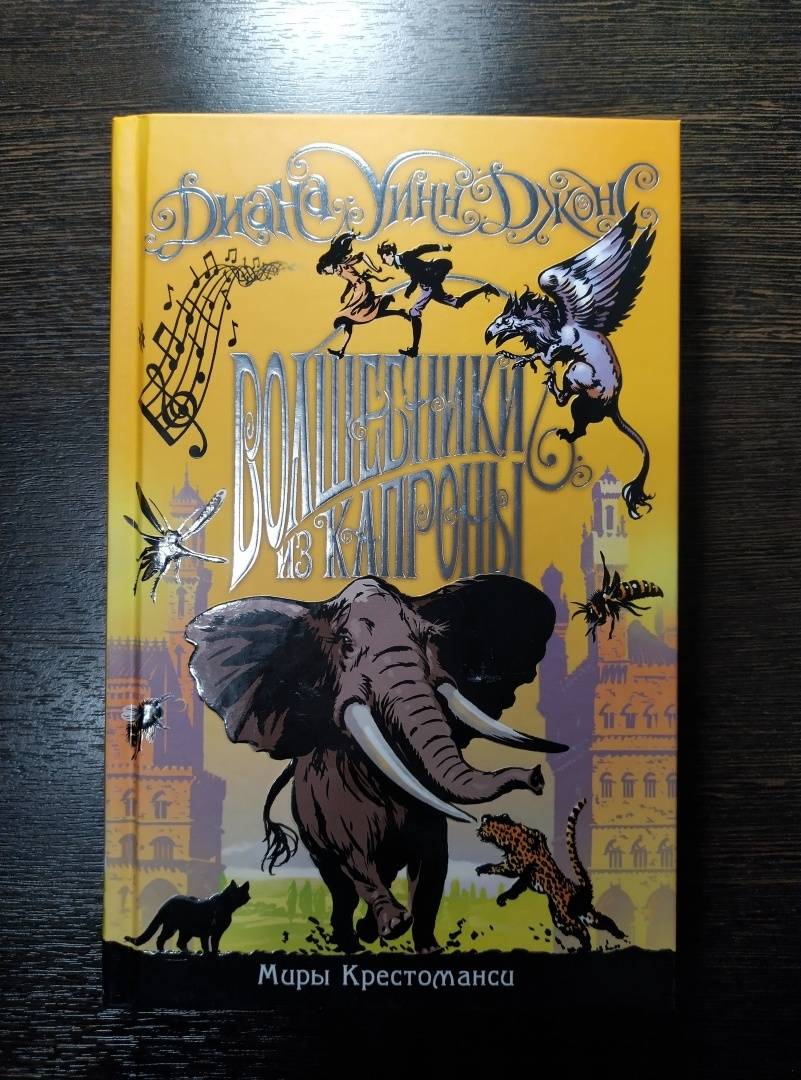 Диана Уинн Джонс
Волшебники
из Капроны
Миры Крестоманси